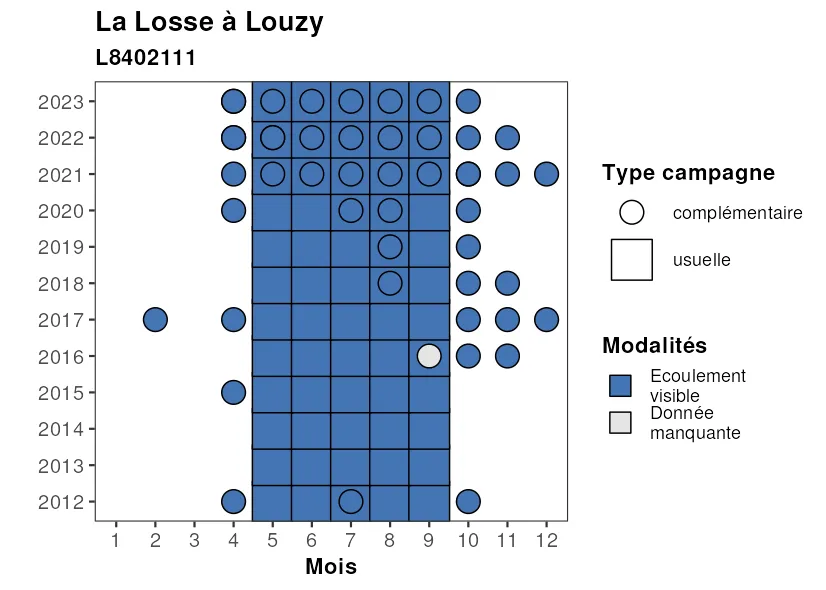 La Losse à Louzy
L8402111
2023
2022
2021
2020
2019
2018
2017
2016
2015
2014
2013
2012
1 2 3 4 5 6 7 8 9 10 11 12
Mois
Type campagne
complémentaire
usuelle
Modalités
Ecoulement
visible
Donnée
manquante